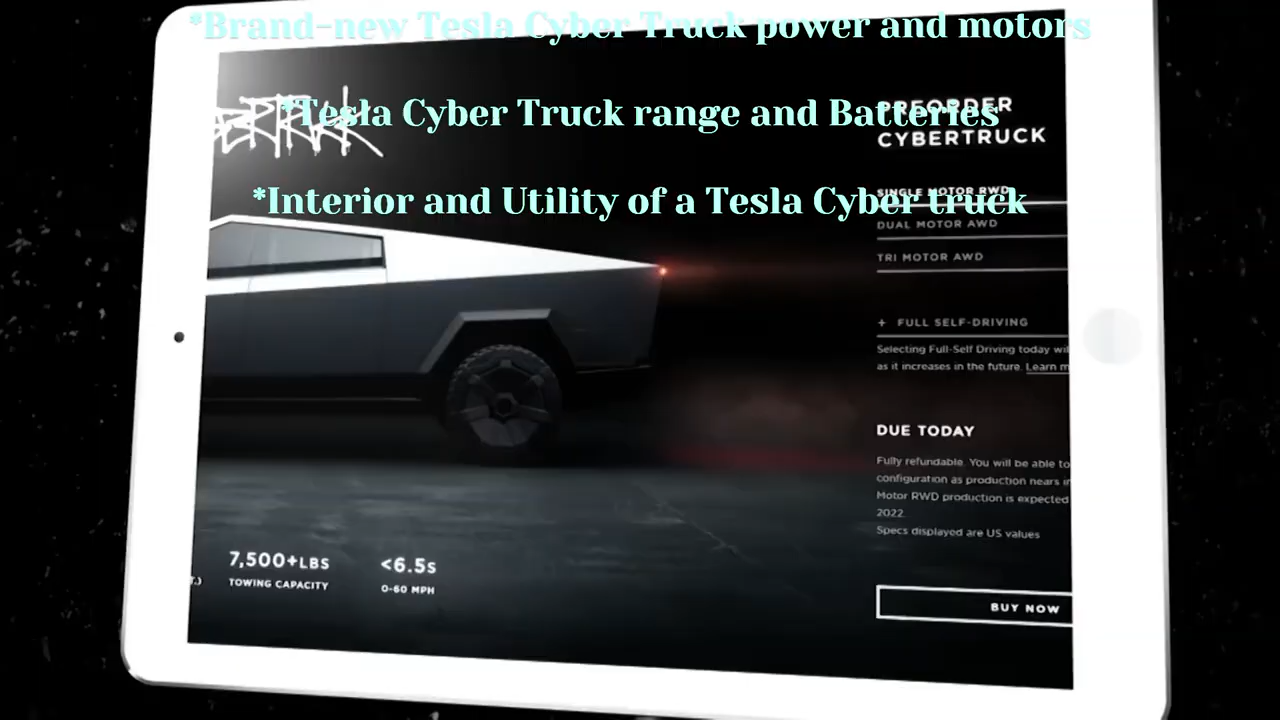 *Brand-new Tesla Cyber Truck power and motors
*Tesla Cyber Truck range and Batteries
*Interior and Utility of a Tesla Cyber truck
PREORDER
CYBERTRUCK
SINGLE MOTOR RWD
DUAL MOTOR AWD
TRI MOTOR AWD
+ FULL SELF-DRIVING
Selecting Full-Self Driving today
as it increases in the future. Learn
DUE TODAY
Fully refundable. You will be able to
configuration as production nears
Motor RWD production is expected
2022.
Specs displayed are US values
7,500+LBS
TOWING CAPACITY
<6.5s
0-60 MPH
BUY NOW